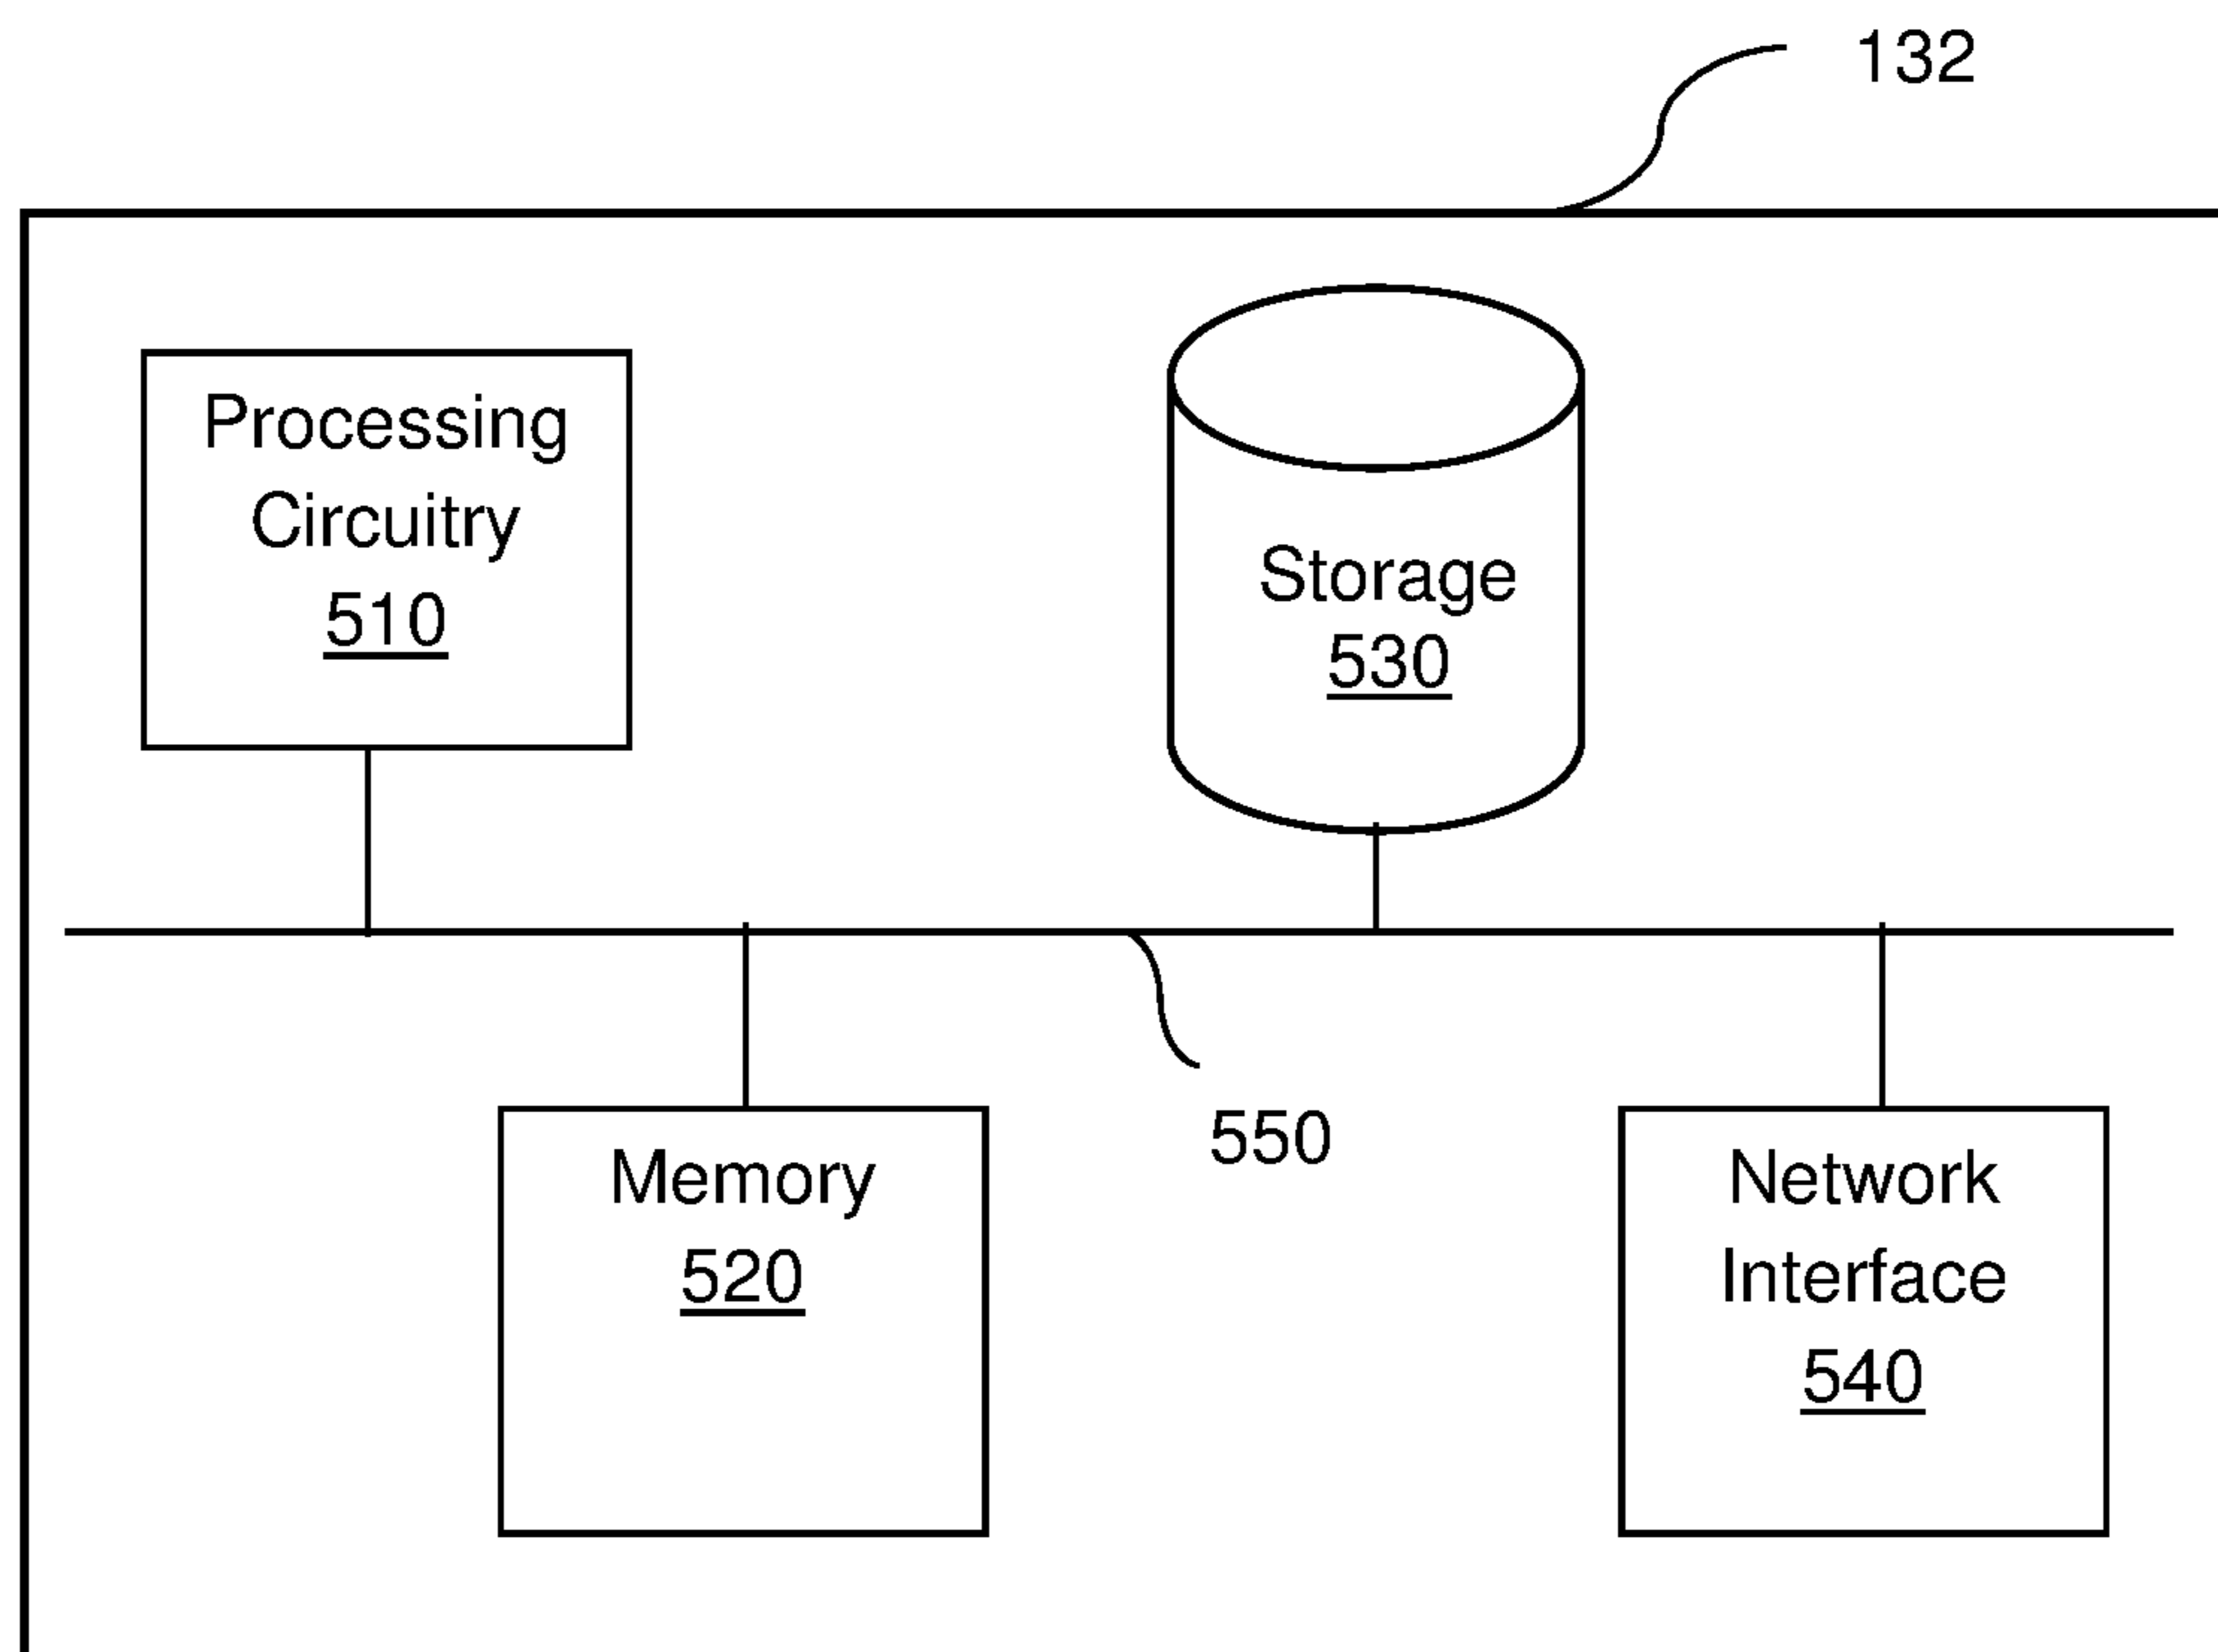 132
Processing
Circuitry
510
Storage
530
550
Memory
520
Network
Interface
540